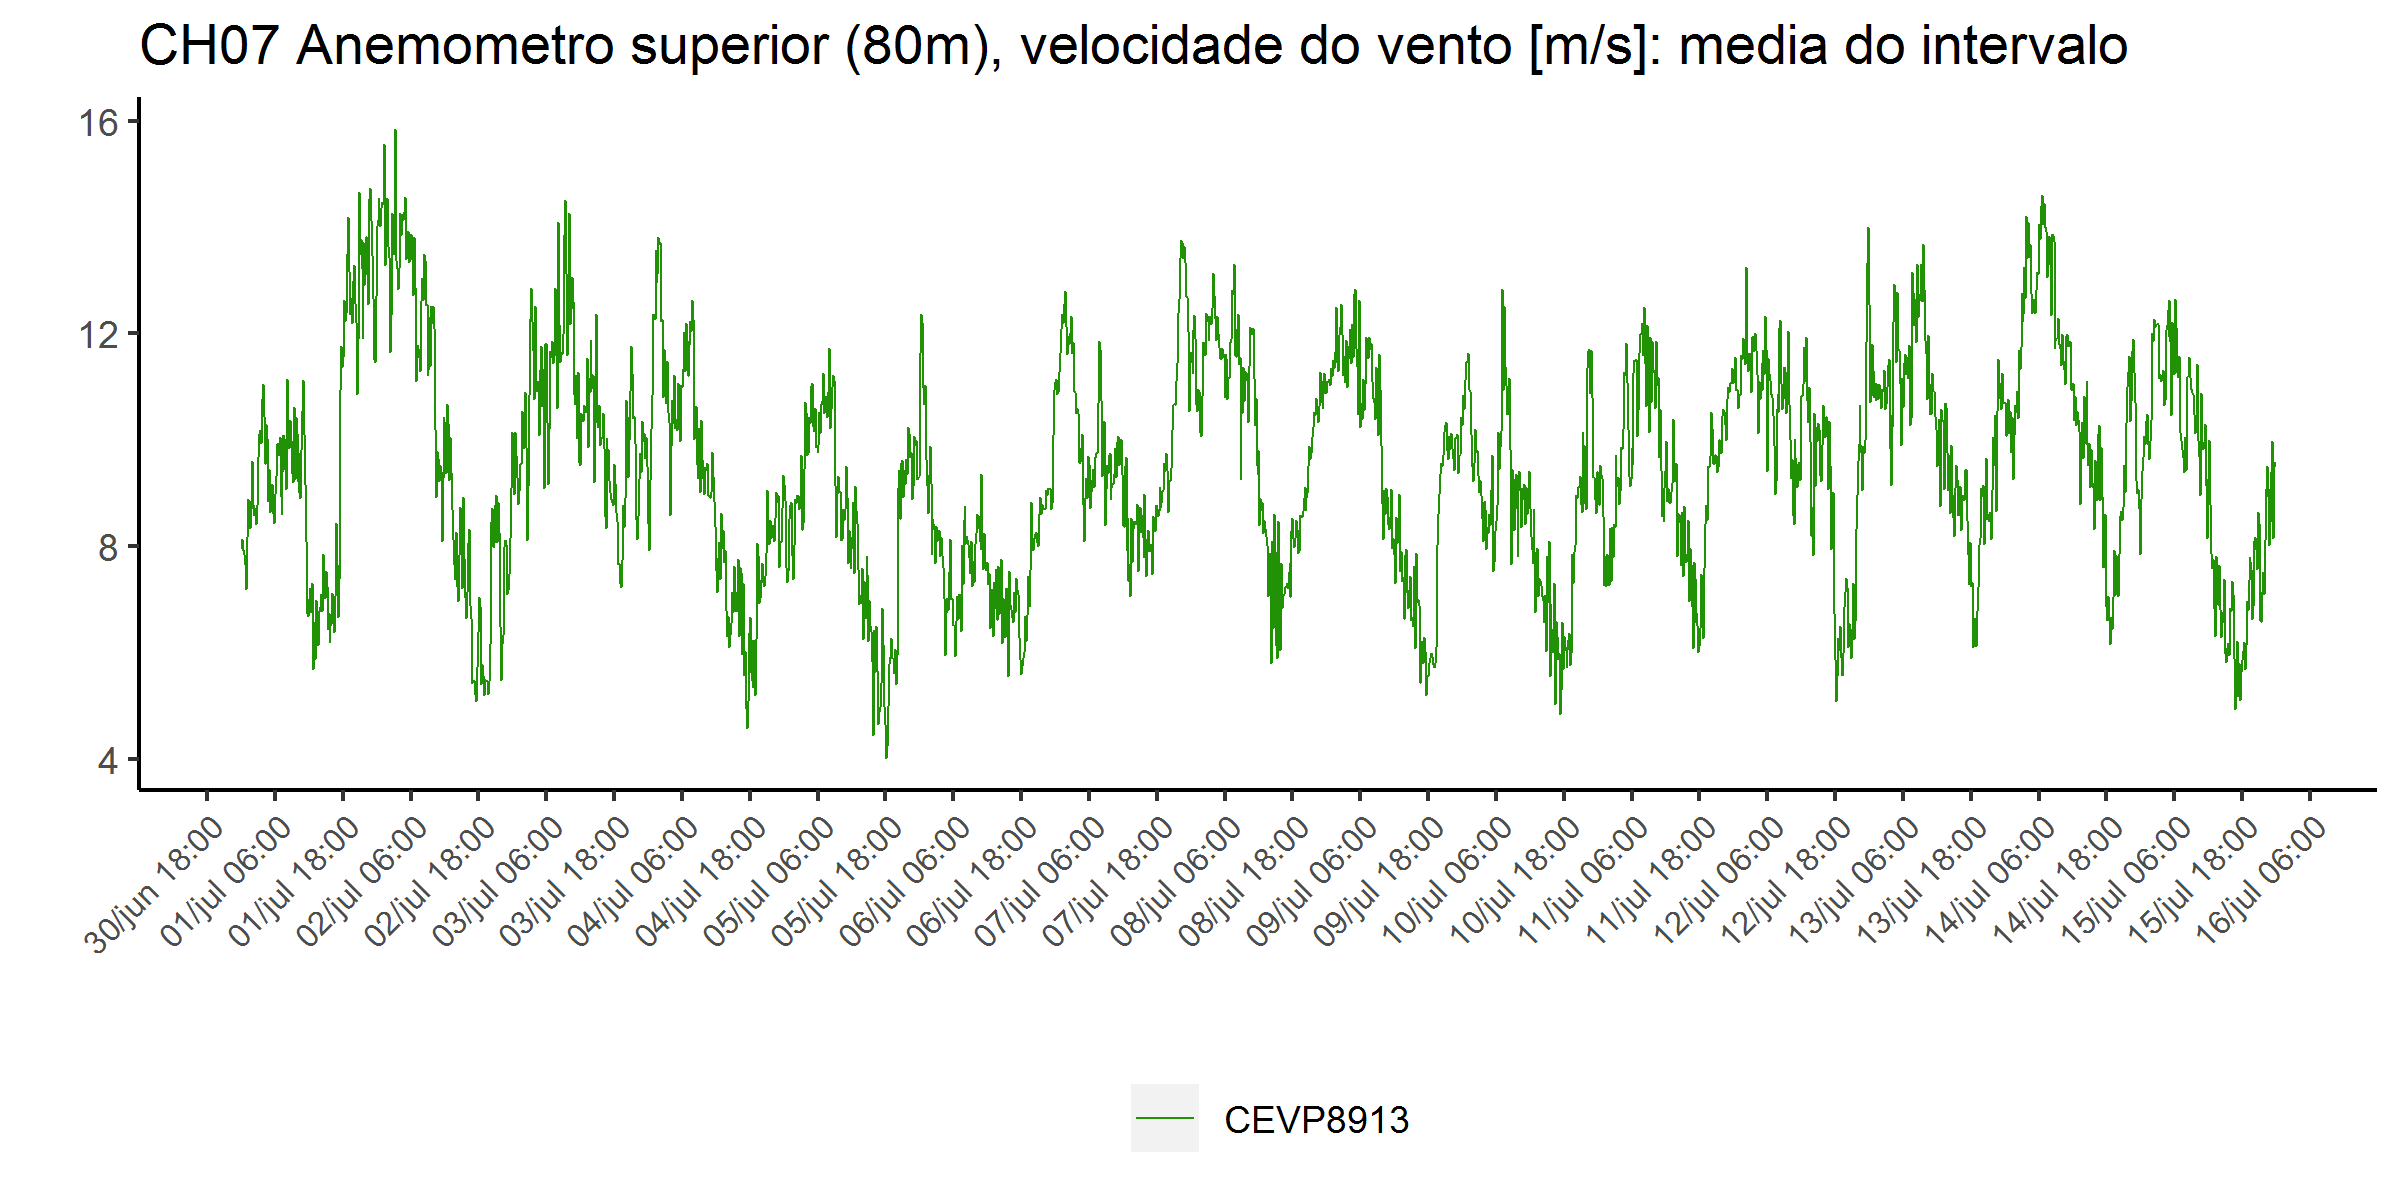 CH07 Anemometro superior (80m), velocidade do vento [m/s]: media do intervalo
16
12
8
4
30/jun 18:00
01/jul 06:00
01/jul 18:00
02/jul 06:00
02/jul 18:00
03/jul 06:00
03/jul 18:00
04/jul 06:00
04/jul 18:00
05/jul 06:00
05/jul 18:00
06/jul 06:00
06/jul 18:00
07/jul 06:00
07/jul 18:00
08/jul 06:00
08/jul 18:00
09/jul 06:00
09/jul 18:00
10/jul 06:00
10/jul 18:00
11/jul 06:00
11/jul 18:00
12/jul 06:00
12/jul 18:00
13/jul 06:00
13/jul 18:00
14/jul 06:00
14/jul 18:00
15/jul 06:00
15/jul 18:00
16/jul 06:00
CEVP8913